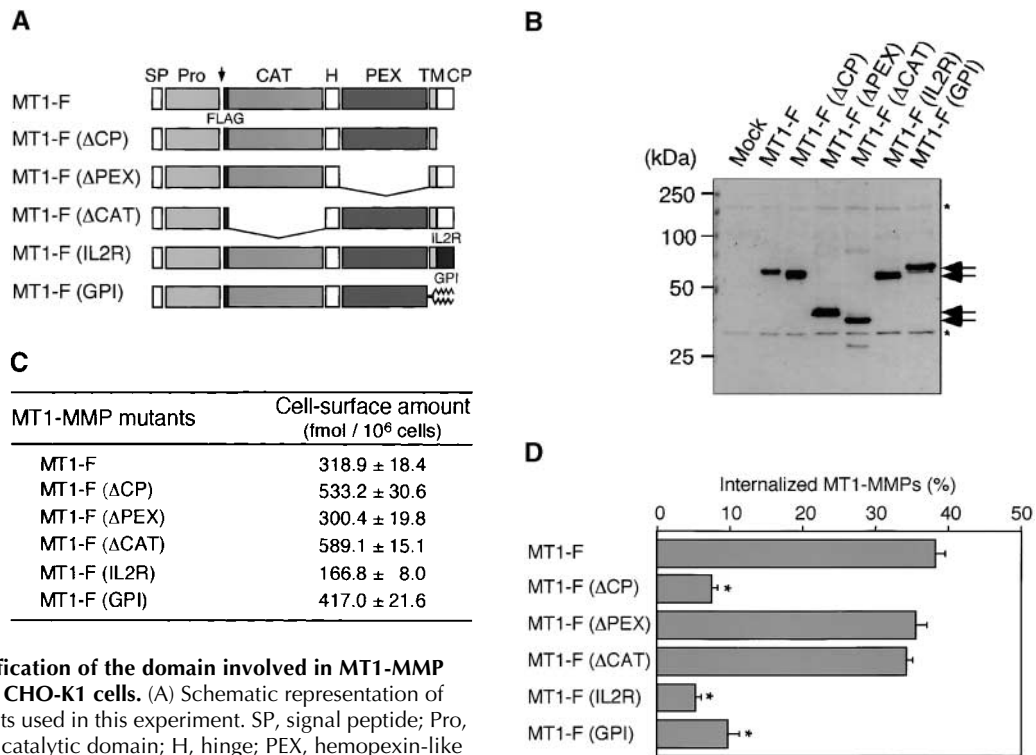 A
SP Pro CAT H PEX TM CP
MT1-F
FLAG
MT1-F (ΔCP)
MT1-F (ΔPEX)
MT1-F (ΔCAT)
IL2R
MT1-F (IL2R)
GPI
MT1-F (GPI)
B
(kDa)
Mock
MT1-F
MT1-F (ΔCP)
MT1-F (ΔPEX)
MT1-F (ΔCAT)
MT1-F (IL2R)
MT1-F (GPI)
250
*
100
50
*
25
C
MT1-MMP mutants Cell-surface amount
(fmol / 10⁶ cells)
MT1-F 318.9 ± 18.4
MT1-F (ΔCP) 533.2 ± 30.6
MT1-F (ΔPEX) 300.4 ± 19.8
MT1-F (ΔCAT) 589.1 ± 15.1
MT1-F (IL2R) 166.8 ± 8.0
MT1-F (GPI) 417.0 ± 21.6
D
Internalized MT1-MMPs (%)
0 10 20 30 40 50
MT1-F
MT1-F (ΔCP) *
MT1-F (ΔPEX)
MT1-F (ΔCAT)
MT1-F (IL2R) *
MT1-F (GPI) *
fication of the domain involved in MT1-MMP
CHO-K1 cells. (A) Schematic representation of
ts used in this experiment. SP, signal peptide; Pro,
catalytic domain; H, hinge; PEX, hemopexin-like